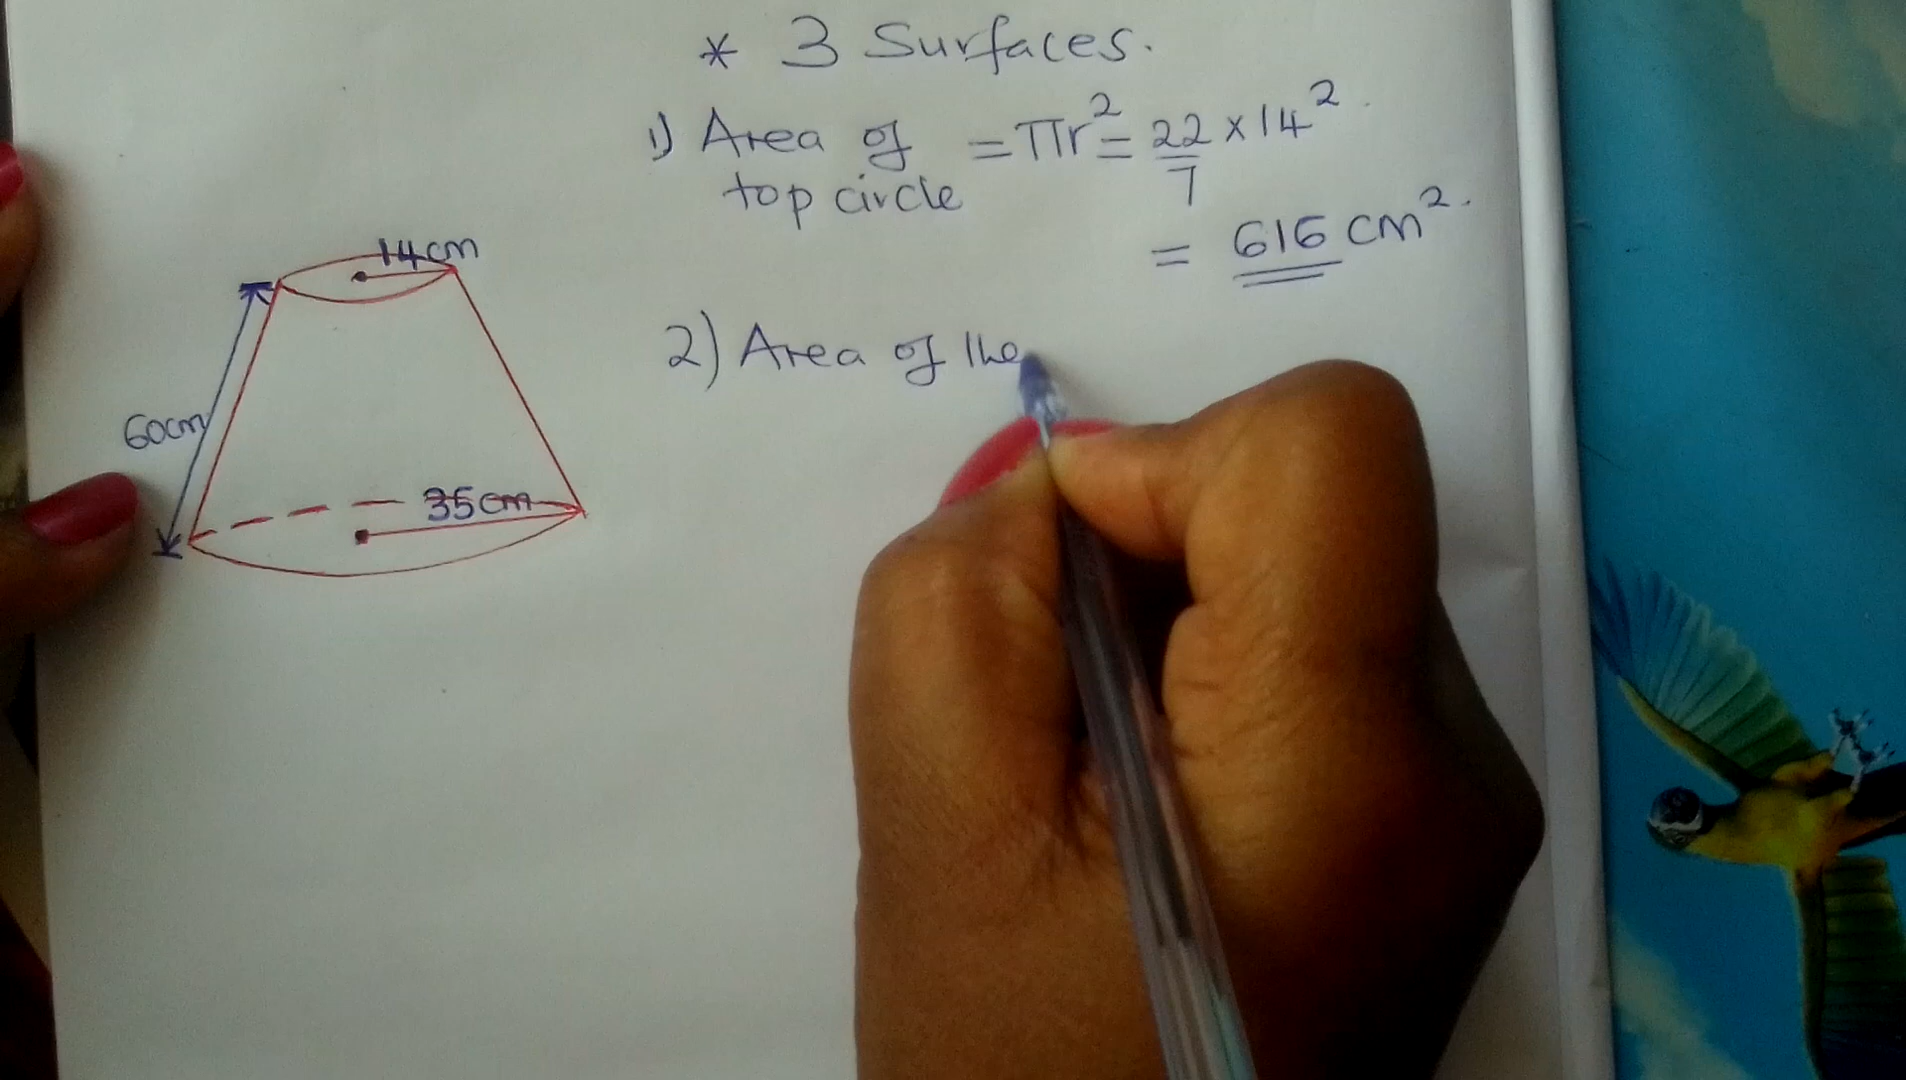 * 3 Surfaces.
1) Area of = πr² = 22/7 x 14².
top circle
= 616 cm².
14cm
2) Area of the
60cm
35cm